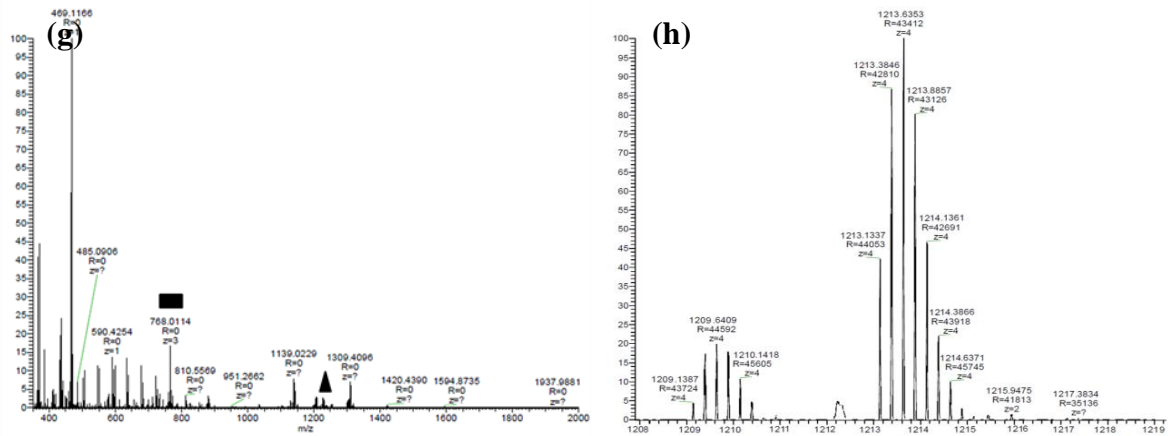 (g)
469.1166
R=0
z=1
485.0906
R=0
z=?
590.4254
R=0
z=1
768.0114
R=0
z=3
810.5569
R=0
z=?
951.2662
R=0
z=?
1139.0229
R=0
z=?
1309.4096
R=0
z=?
1420.4390
R=0
z=?
1594.8735
R=0
z=?
1937.9881
R=0
z=?
100
95
90
85
80
75
70
65
60
55
50
45
40
35
30
25
20
15
10
5
0
400 600 800 1000 1200 1400 1600 1800 2000
m/z
(h)
1213.6353
R=43412
z=4
1213.3846
R=42810
z=4
1213.8857
R=43126
z=4
1213.1337
R=44053
z=4
1214.1361
R=42691
z=4
1214.3866
R=43918
z=4
1214.6371
R=45745
z=4
1209.6409
R=44592
z=4
1210.1418
R=45605
z=4
1209.1387
R=43724
z=4
1215.9475
R=41813
z=2
1217.3834
R=35136
z=?
100
95
90
85
80
75
70
65
60
55
50
45
40
35
30
25
20
15
10
5
0
1208 1209 1210 1211 1212 1213 1214 1215 1216 1217 1218 1219